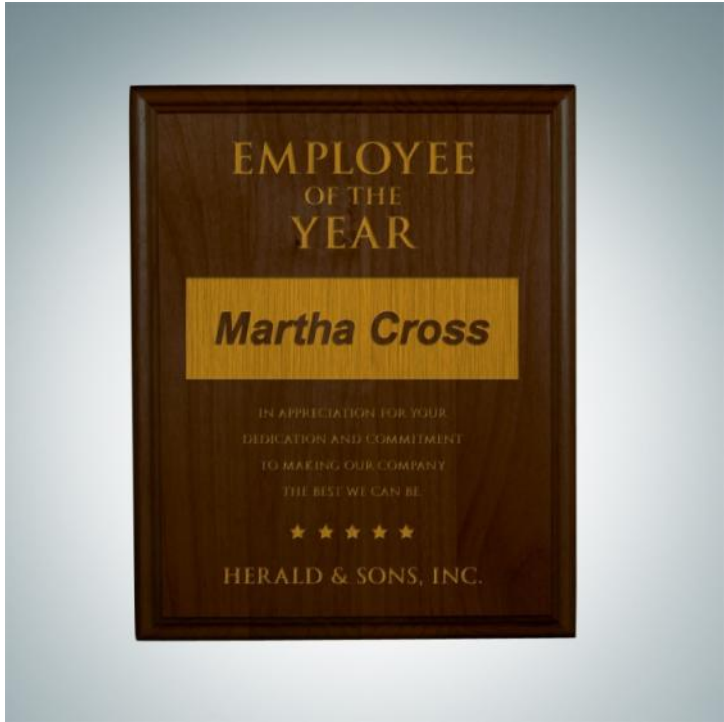 EMPLOYEE
OF THE
YEAR
Martha Cross
IN APPRECIATION FOR YOUR
DEDICATION AND COMMITMENT
TO MAKING OUR COMPANY
THE BEST WE CAN BE
HERALD & SONS, INC.